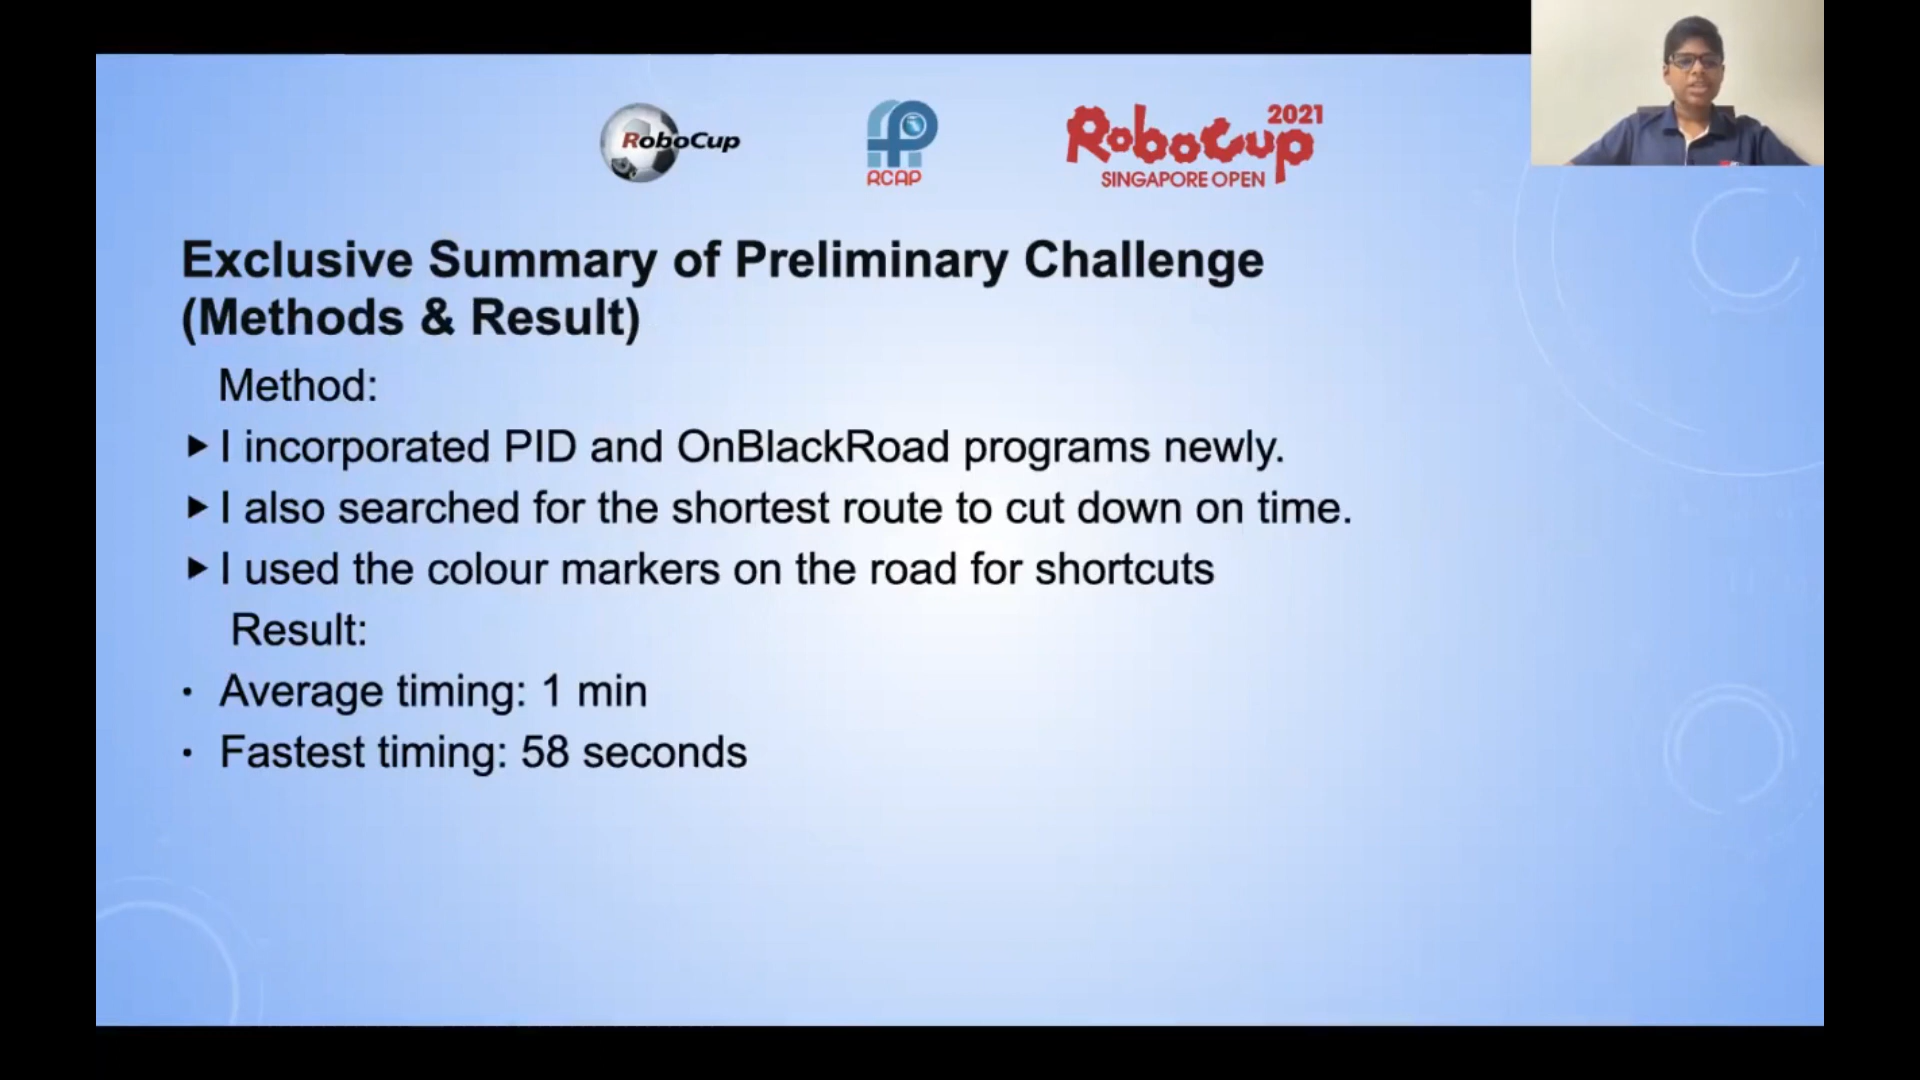 RoboCup
RCAP
RoboCup 2021
SINGAPORE OPEN
Exclusive Summary of Preliminary Challenge
(Methods & Result)
Method:
I incorporated PID and OnBlackRoad programs newly.
I also searched for the shortest route to cut down on time.
I used the colour markers on the road for shortcuts
Result:
Average timing: 1 min
Fastest timing: 58 seconds